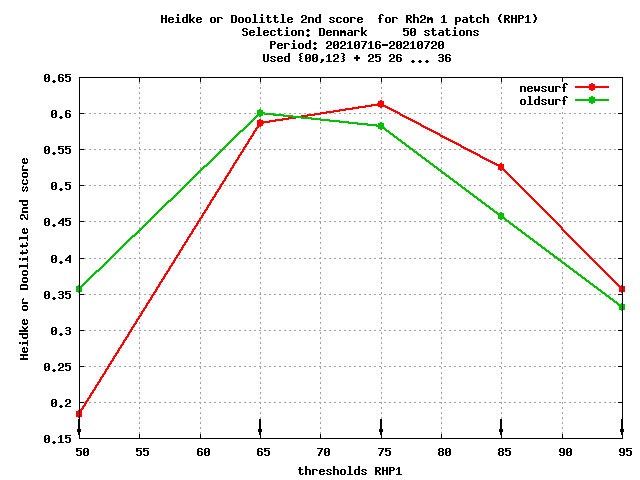 Heidke or Doolittle 2nd score  for Rh2m 1 patch (RHP1)
Selection: Denmark     50 stations
Period: 20210716-20210720
Used {00,12} + 25 26 ... 36
newsurf
oldsurf
Heidke or Doolittle 2nd score
0.65
0.6
0.55
0.5
0.45
0.4
0.35
0.3
0.25
0.2
0.15
50 55 60 65 70 75 80 85 90 95
thresholds RHP1